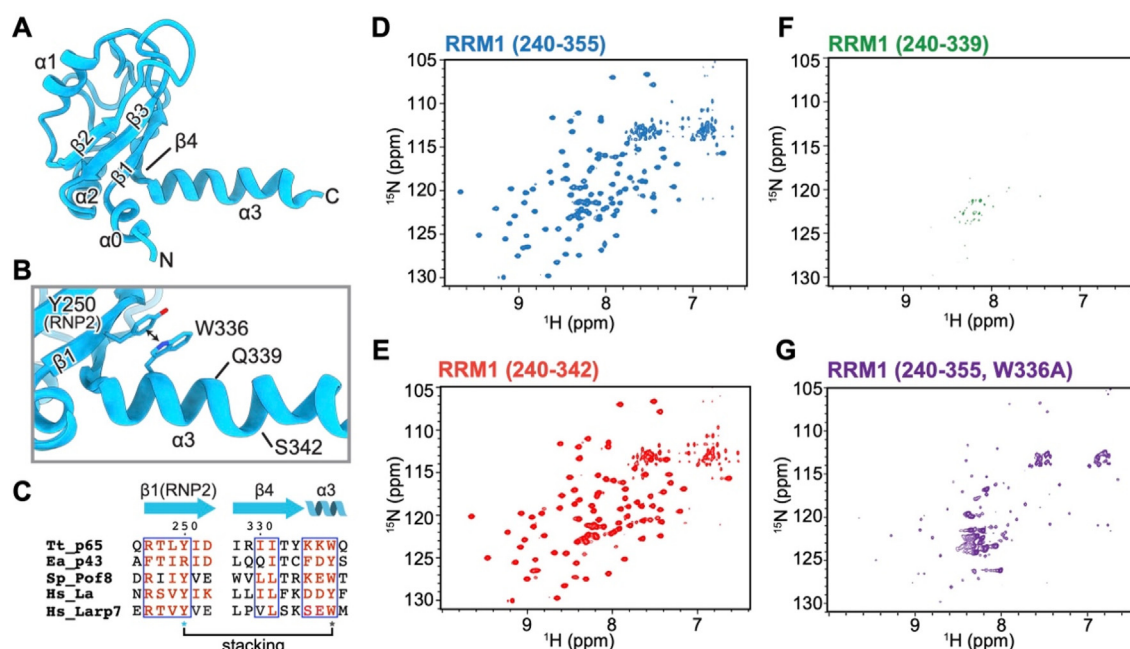 A
α1
β2
β3
β4
β1
α2
α3
C
α0
N
B
Y250
(RNP2)
W336
β1
Q339
α3
S342
C
β1(RNP2) β4 α3
250 330
Tt_p65 QRTLYID IRIITYKKWQ
Ea_p43 AFTIRID LQQITCFDYS
Sp_Pof8 DRIIYVE WVLLTRKEWT
Hs_La NRSVYIK LLILFKDDYF
Hs_Larp7 ERTVYVE LPVLSKSEWM
* *
stacking
D
RRM1 (240-355)
105
110
115
120
125
130
¹⁵N (ppm)
9 8 7
¹H (ppm)
E
RRM1 (240-342)
105
110
115
120
125
130
¹⁵N (ppm)
9 8 7
¹H (ppm)
F
RRM1 (240-339)
105
110
115
120
125
130
¹⁵N (ppm)
9 8 7
¹H (ppm)
G
RRM1 (240-355, W336A)
105
110
115
120
125
130
¹⁵N (ppm)
9 8 7
¹H (ppm)